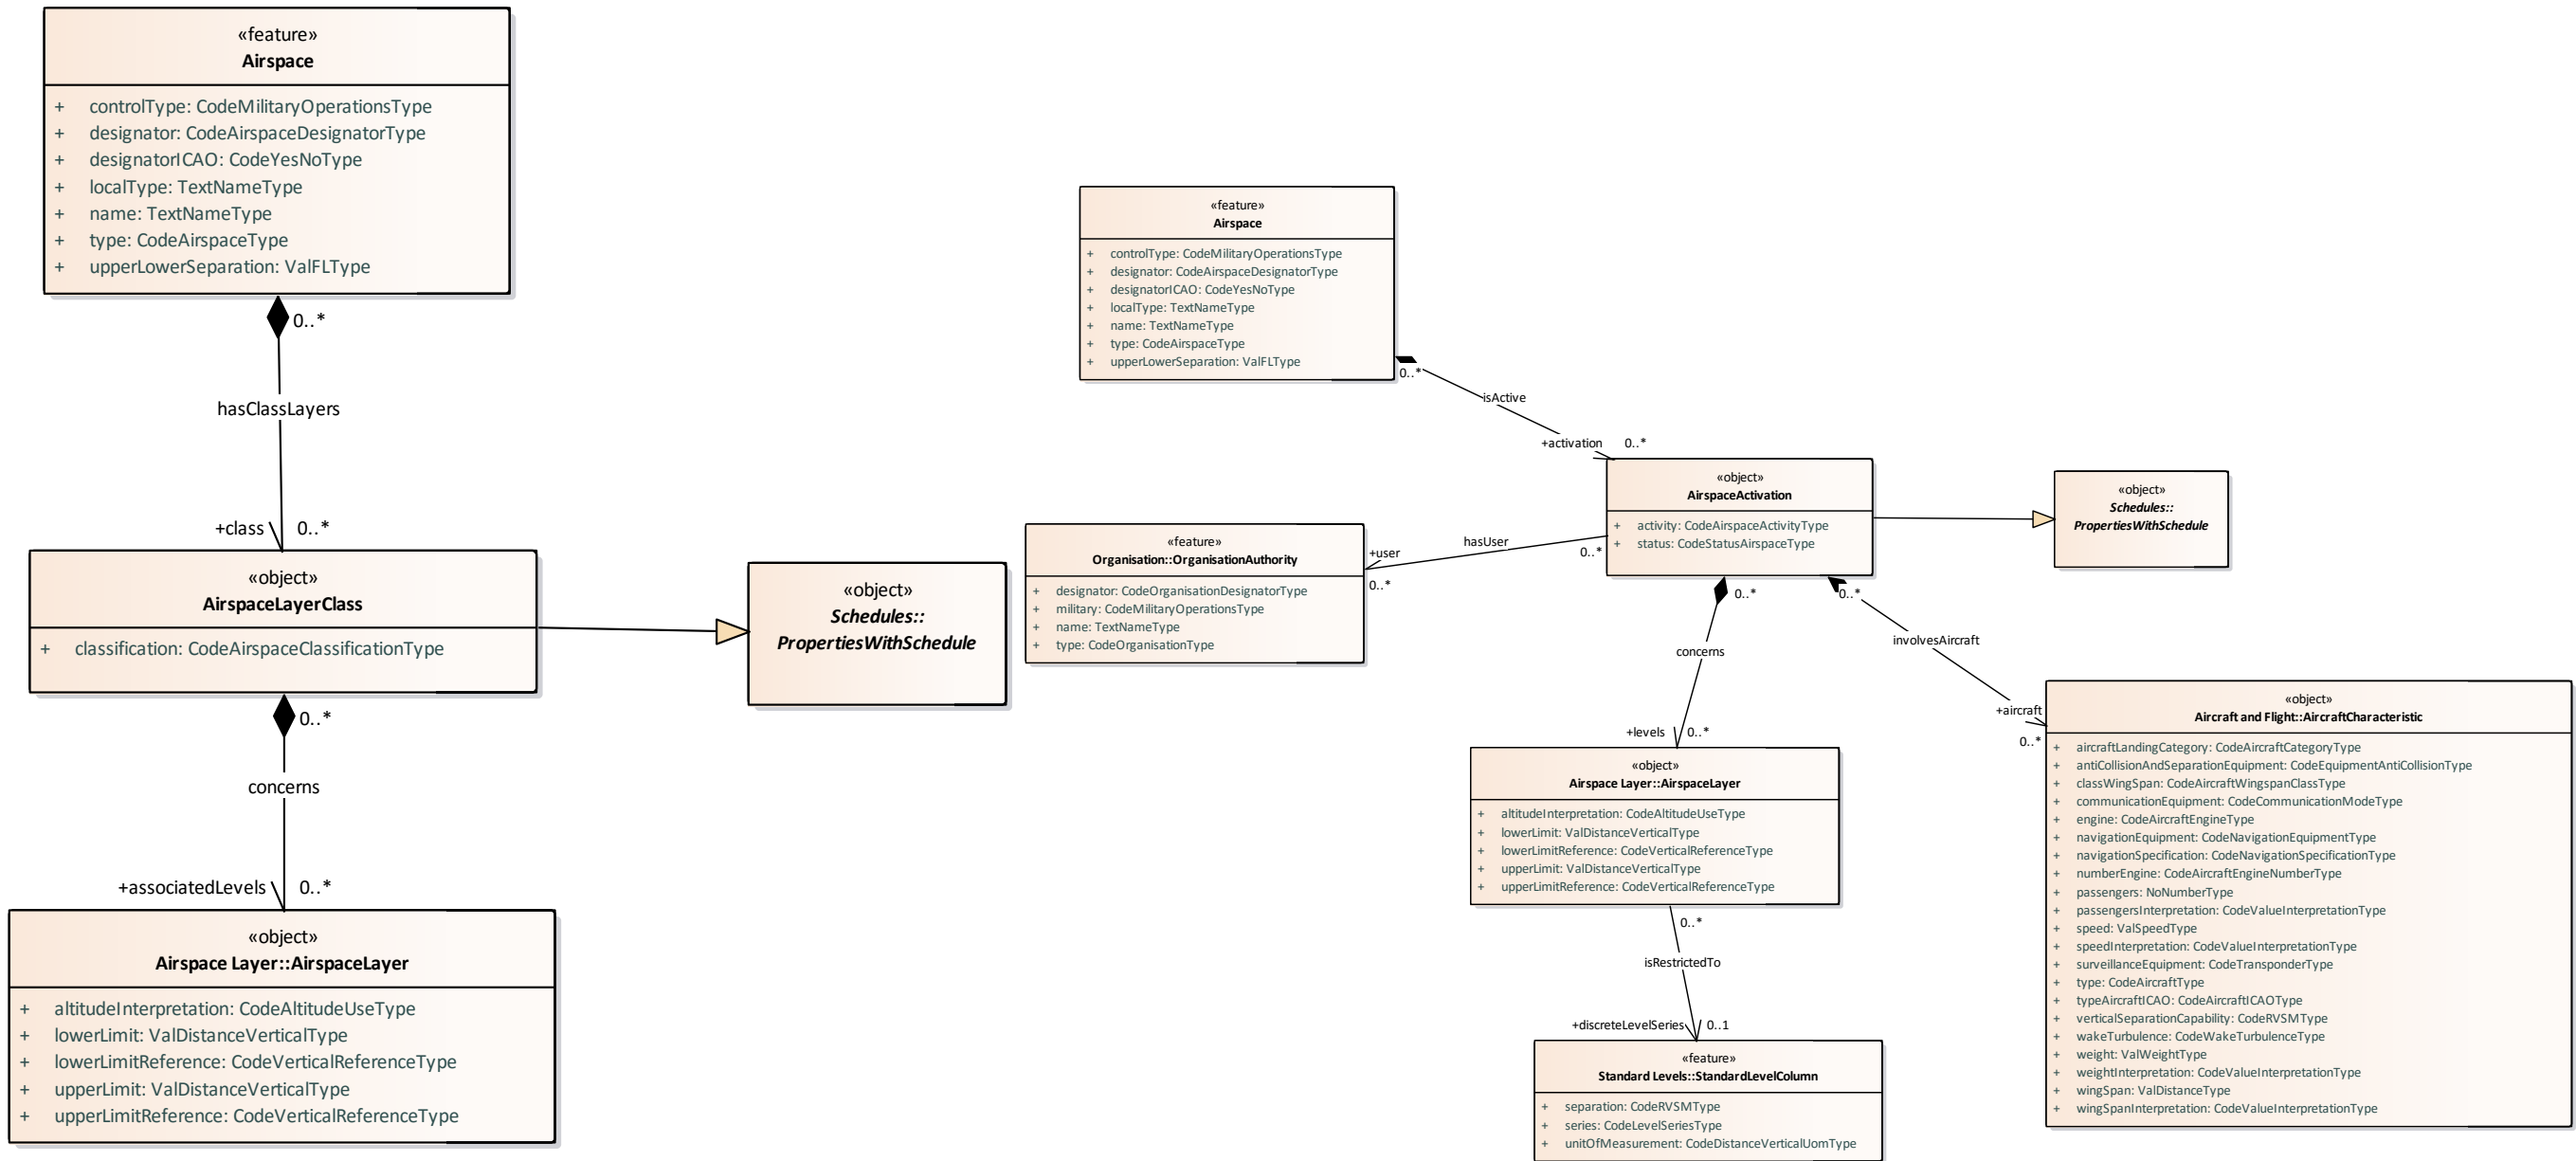 «feature»
Airspace
+ controlType: CodeMilitaryOperationsType
+ designator: CodeAirspaceDesignatorType
+ designatorICAO: CodeYesNoType
+ localType: TextNameType
+ name: TextNameType
+ type: CodeAirspaceType
+ upperLowerSeparation: ValFLType
0..*
hasClassLayers
+class 0..*
«object»
AirspaceLayerClass
+ classification: CodeAirspaceClassificationType
«object»
Schedules::
PropertiesWithSchedule
0..*
concerns
+associatedLevels 0..*
«object»
Airspace Layer::AirspaceLayer
+ altitudeInterpretation: CodeAltitudeUseType
+ lowerLimit: ValDistanceVerticalType
+ lowerLimitReference: CodeVerticalReferenceType
+ upperLimit: ValDistanceVerticalType
+ upperLimitReference: CodeVerticalReferenceType
«feature»
Airspace
+ controlType: CodeMilitaryOperationsType
+ designator: CodeAirspaceDesignatorType
+ designatorICAO: CodeYesNoType
+ localType: TextNameType
+ name: TextNameType
+ type: CodeAirspaceType
+ upperLowerSeparation: ValFLType
0..*
isActive
+activation 0..*
«object»
AirspaceActivation
+ activity: CodeAirspaceActivityType
+ status: CodeStatusAirspaceType
«object»
Schedules::
PropertiesWithSchedule
«feature»
Organisation::OrganisationAuthority
+ designator: CodeOrganisationDesignatorType
+ military: CodeMilitaryOperationsType
+ name: TextNameType
+ type: CodeOrganisationType
+user
0..*
hasUser
0..*
0..*
concerns
+levels 0..*
0..*
involvesAircraft
+aircraft
0..*
«object»
Airspace Layer::AirspaceLayer
+ altitudeInterpretation: CodeAltitudeUseType
+ lowerLimit: ValDistanceVerticalType
+ lowerLimitReference: CodeVerticalReferenceType
+ upperLimit: ValDistanceVerticalType
+ upperLimitReference: CodeVerticalReferenceType
0..*
isRestrictedTo
+discreteLevelSeries 0..1
«feature»
Standard Levels::StandardLevelColumn
+ separation: CodeRVSMType
+ series: CodeLevelSeriesType
+ unitOfMeasurement: CodeDistanceVerticalUomType
«object»
Aircraft and Flight::AircraftCharacteristic
+ aircraftLandingCategory: CodeAircraftCategoryType
+ antiCollisionAndSeparationEquipment: CodeEquipmentAntiCollisionType
+ classWingSpan: CodeAircraftWingspanClassType
+ communicationEquipment: CodeCommunicationModeType
+ engine: CodeAircraftEngineType
+ navigationEquipment: CodeNavigationEquipmentType
+ navigationSpecification: CodeNavigationSpecificationType
+ numberEngine: CodeAircraftEngineNumberType
+ passengers: NoNumberType
+ passengersInterpretation: CodeValueInterpretationType
+ speed: ValSpeedType
+ speedInterpretation: CodeValueInterpretationType
+ surveillanceEquipment: CodeTransponderType
+ type: CodeAircraftType
+ typeAircraftICAO: CodeAircraftICAOType
+ verticalSeparationCapability: CodeRVSMType
+ wakeTurbulence: CodeWakeTurbulenceType
+ weight: ValWeightType
+ weightInterpretation: CodeValueInterpretationType
+ wingSpan: ValDistanceType
+ wingSpanInterpretation: CodeValueInterpretationType